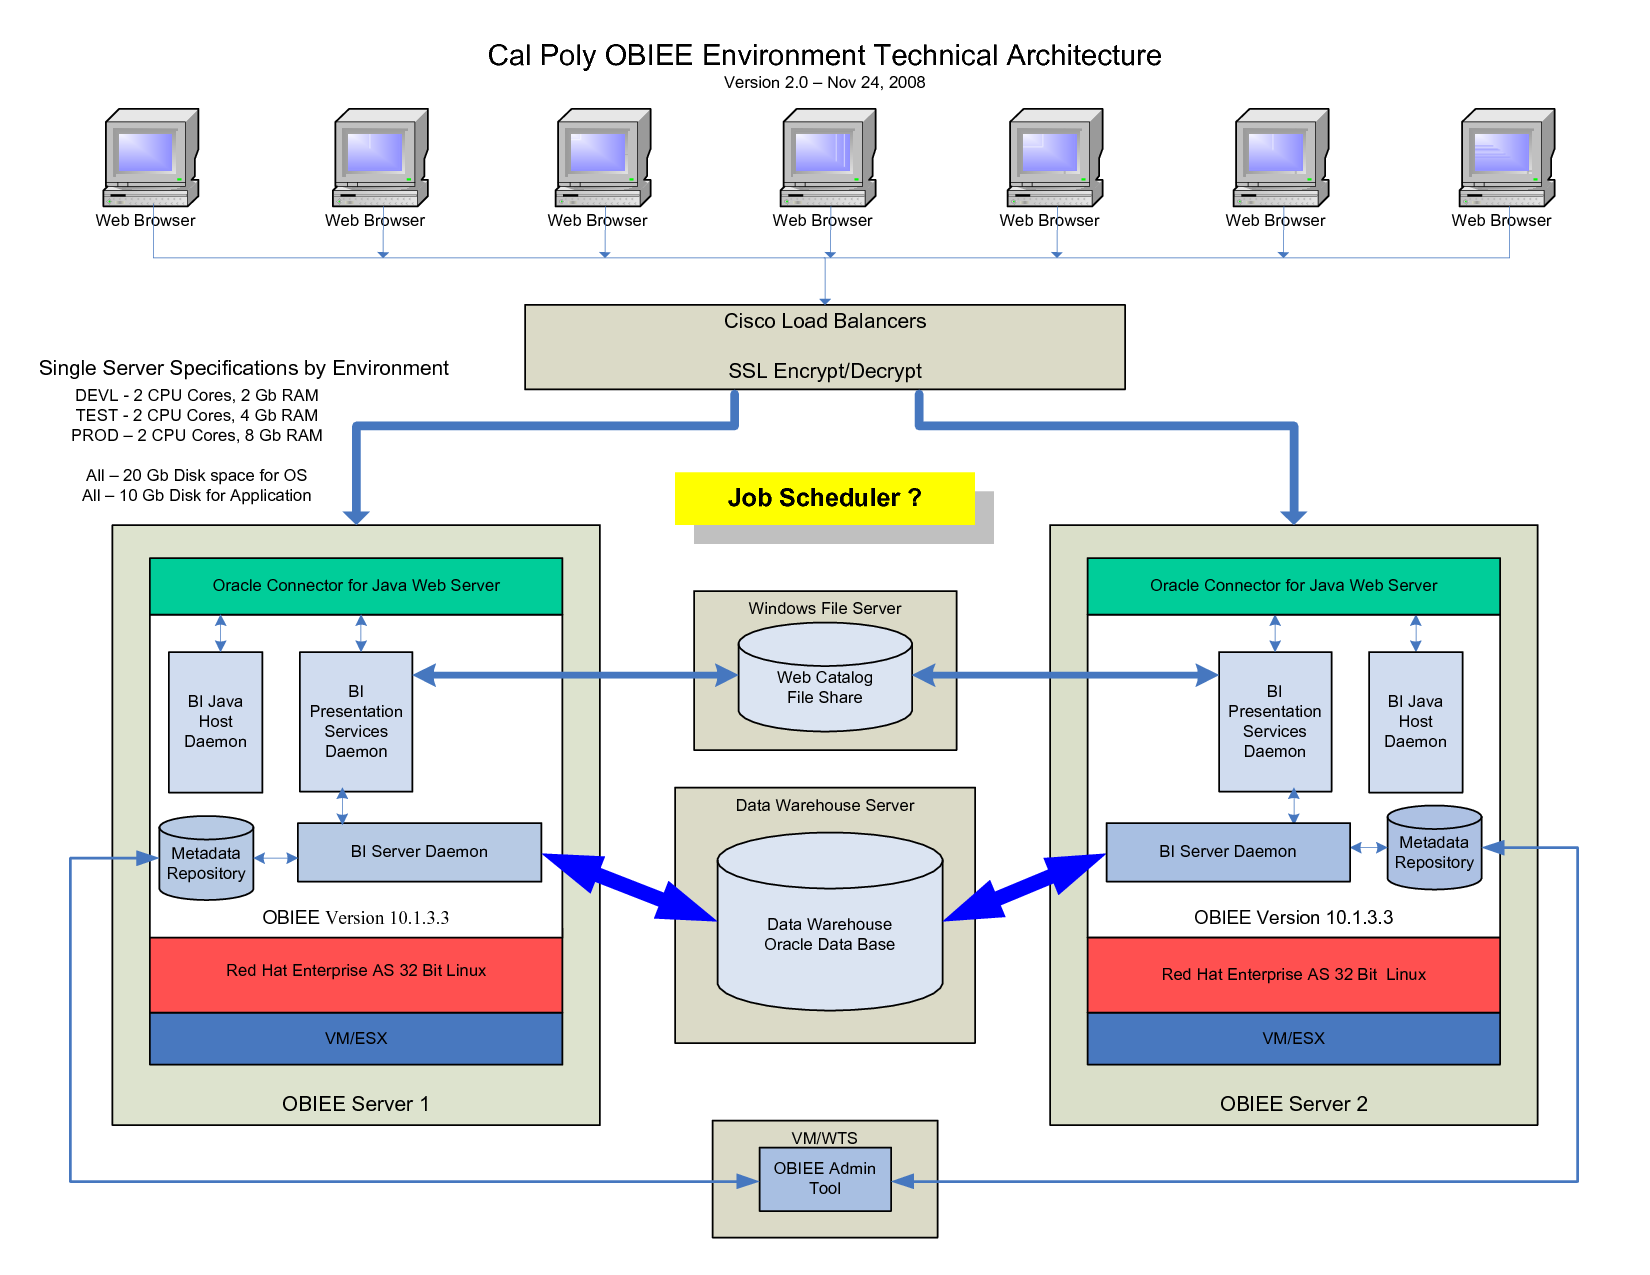 Cal Poly OBIEE Environment Technical Architecture
Version 2.0 – Nov 24, 2008
Web Browser
Web Browser
Web Browser
Web Browser
Web Browser
Web Browser
Web Browser
Cisco Load Balancers
SSL Encrypt/Decrypt
Single Server Specifications by Environment
DEVL - 2 CPU Cores, 2 Gb RAM
TEST - 2 CPU Cores, 4 Gb RAM
PROD – 2 CPU Cores, 8 Gb RAM
All – 20 Gb Disk space for OS
All – 10 Gb Disk for Application
Job Scheduler ?
Oracle Connector for Java Web Server
BI Java
Host
Daemon
BI
Presentation
Services
Daemon
Metadata
Repository
BI Server Daemon
OBIEE Version 10.1.3.3
Red Hat Enterprise AS 32 Bit Linux
VM/ESX
OBIEE Server 1
Windows File Server
Web Catalog
File Share
Data Warehouse Server
Data Warehouse
Oracle Data Base
Oracle Connector for Java Web Server
BI
Presentation
Services
Daemon
BI Java
Host
Daemon
BI Server Daemon
Metadata
Repository
OBIEE Version 10.1.3.3
Red Hat Enterprise AS 32 Bit  Linux
VM/ESX
OBIEE Server 2
VM/WTS
OBIEE Admin
Tool